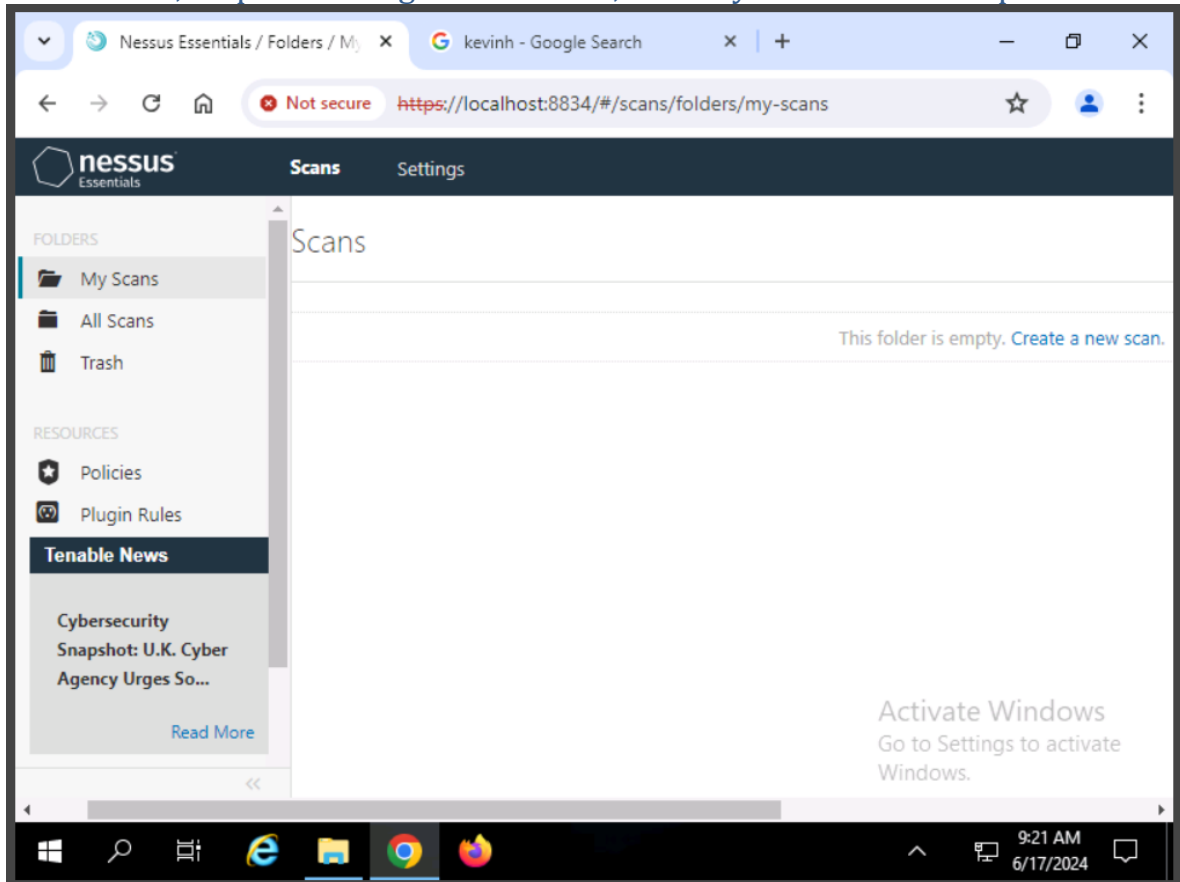 Nessus Essentials / Folders / My
kevinh - Google Search
Not secure https://localhost:8834/#/scans/folders/my-scans
nessus
Essentials
Scans
Settings
FOLDERS
My Scans
All Scans
Trash
RESOURCES
Policies
Plugin Rules
Tenable News
Cybersecurity
Snapshot: U.K. Cyber
Agency Urges So...
Read More
Scans
This folder is empty. Create a new scan.
Activate Windows
Go to Settings to activate
Windows.
9:21 AM
6/17/2024